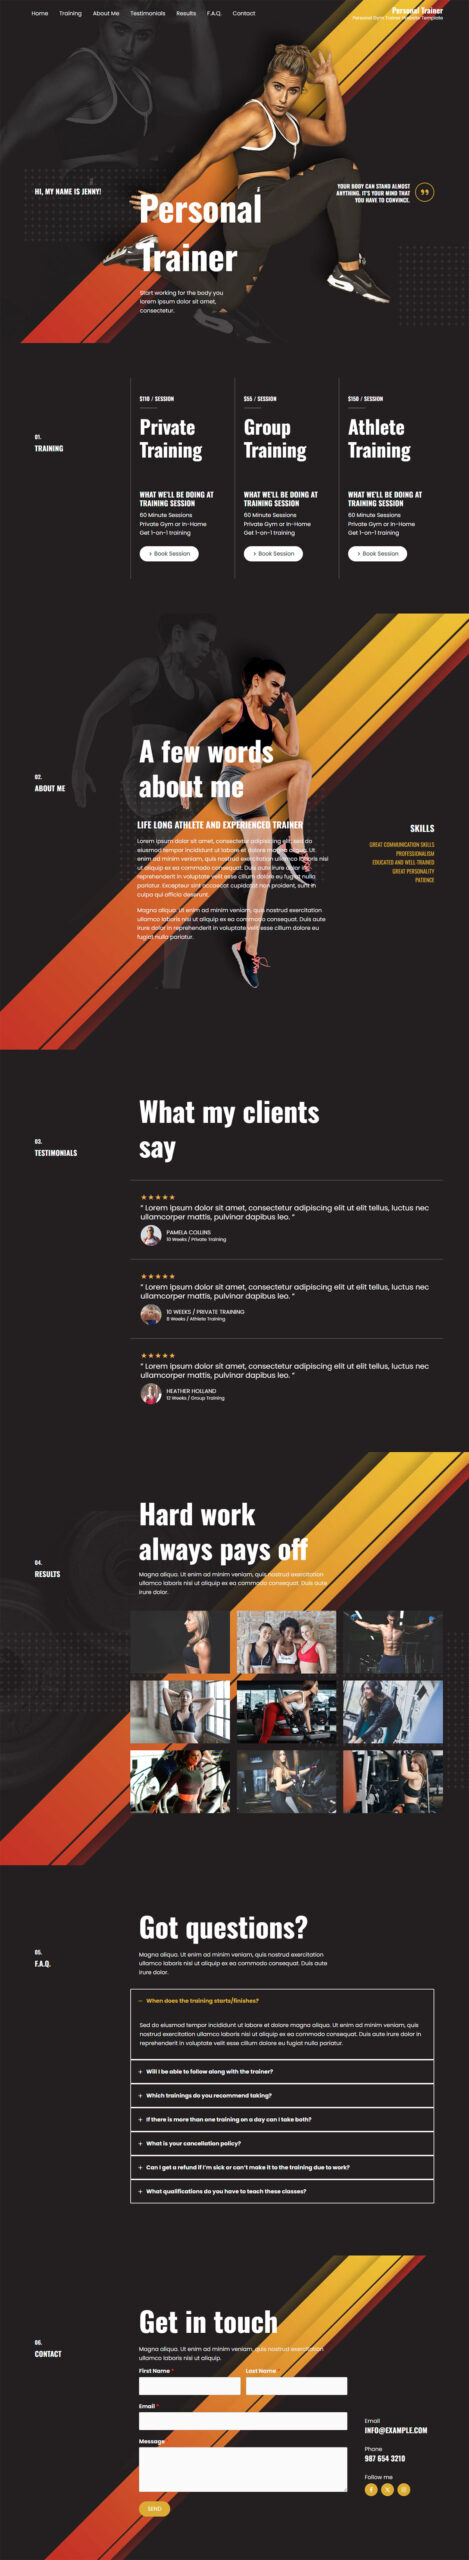 Home Training About Me Testimonials Results F.A.Q. Contact
Personal Trainer
Personal Gym Trainer Website Template
HI, MY NAME IS JENNY!
YOUR BODY CAN STAND ALMOST
ANYTHING. IT'S YOUR MIND THAT
YOU HAVE TO CONVINCE.
Personal
Trainer
Start working for the body you
lorem ipsum dolor sit amet,
consectetur.
01.
TRAINING
$110 / SESSION
Private
Training
WHAT WE'LL BE DOING AT
TRAINING SESSION
60 Minute Sessions
Private Gym or In-Home
Get 1-on-1 training
> Book Session
$55 / SESSION
Group
Training
WHAT WE'LL BE DOING AT
TRAINING SESSION
60 Minute Sessions
Private Gym or In-Home
Get 1-on-1 training
> Book Session
$150 / SESSION
Athlete
Training
WHAT WE'LL BE DOING AT
TRAINING SESSION
60 Minute Sessions
Private Gym or In-Home
Get 1-on-1 training
> Book Session
02.
ABOUT ME
A few words
about me
LIFE LONG ATHLETE AND EXPERIENCED TRAINER
Lorem ipsum dolor sit amet, consectetur adipiscing elit, sed do
eiusmod tempor incididunt ut labore et dolore magna aliqua. Ut
enim ad minim veniam, quis nostrud exercitation ullamco laboris nisi
ut aliquip ex ea commodo consequat. Duis aute irure dolor in
reprehenderit in voluptate velit esse cillum dolore eu fugiat nulla
pariatur. Excepteur sint occaecat cupidatat non proident, sunt in
culpa qui officia deserunt.
Magna aliqua. Ut enim ad minim veniam, quis nostrud exercitation
ullamco laboris nisi ut aliquip ex ea commodo consequat. Duis aute
irure dolor in reprehenderit in voluptate velit esse cillum dolore eu
fugiat nulla pariatur.
SKILLS
GREAT COMMUNICATION SKILLS
PROFESSIONALISM
EDUCATED AND WELL-TRAINED
GREAT PERSONALITY
PATIENCE
03.
TESTIMONIALS
What my clients
say
" Lorem ipsum dolor sit amet, consectetur adipiscing elit ut elit tellus, luctus nec
ullamcorper mattis, pulvinar dapibus leo. "
PAMELA COLLINS
10 Weeks / Private Training
" Lorem ipsum dolor sit amet, consectetur adipiscing elit ut elit tellus, luctus nec
ullamcorper mattis, pulvinar dapibus leo. "
10 WEEKS / PRIVATE TRAINING
8 Weeks / Athlete Training
" Lorem ipsum dolor sit amet, consectetur adipiscing elit ut elit tellus, luctus nec
ullamcorper mattis, pulvinar dapibus leo. "
HEATHER HOLLAND
12 Weeks / Group Training
04.
RESULTS
Hard work
always pays off
Magna aliqua. Ut enim ad minim veniam, quis nostrud exercitation
ullamco laboris nisi ut aliquip ex ea commodo consequat. Duis aute
irure dolor.
05.
F.A.Q.
Got questions?
Magna aliqua. Ut enim ad minim veniam, quis nostrud exercitation
ullamco laboris nisi ut aliquip ex ea commodo consequat. Duis aute
irure dolor.
− When does the training starts/finishes?
Sed do eiusmod tempor incididunt ut labore et dolore magna aliqua. Ut enim ad minim veniam, quis
nostrud exercitation ullamco laboris nisi ut aliquip ex ea commodo consequat. Duis aute irure dolor in
reprehenderit in voluptate velit esse cillum dolore eu fugiat nulla pariatur.
+ Will I be able to follow along with the trainer?
+ Which trainings do you recommend taking?
+ If there is more than one training on a day can I take both?
+ What is your cancellation policy?
+ Can I get a refund if I'm sick or can't make it to the training due to work?
+ What qualifications do you have to teach these classes?
06.
CONTACT
Get in touch
Magna aliqua. Ut enim ad minim veniam, quis nostrud exercitation
ullamco laboris nisi ut aliquip.
First Name * Last Name
Email *
Message
SEND
Email
INFO@EXAMPLE.COM
Phone
987 654 3210
Follow me